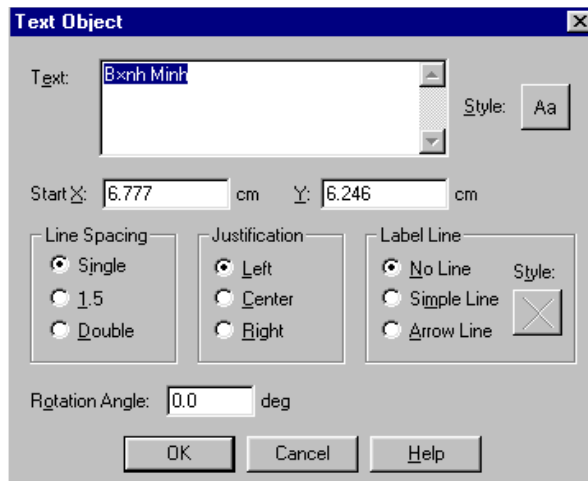 Text Object
Text: B×nh Minh
Style: Aa
Start X: 6.777 cm Y: 6.246 cm
Line Spacing Justification Label Line
Single Left No Line Style:
1.5 Center Simple Line
Double Right Arrow Line
Rotation Angle: 0.0 deg
OK Cancel Help